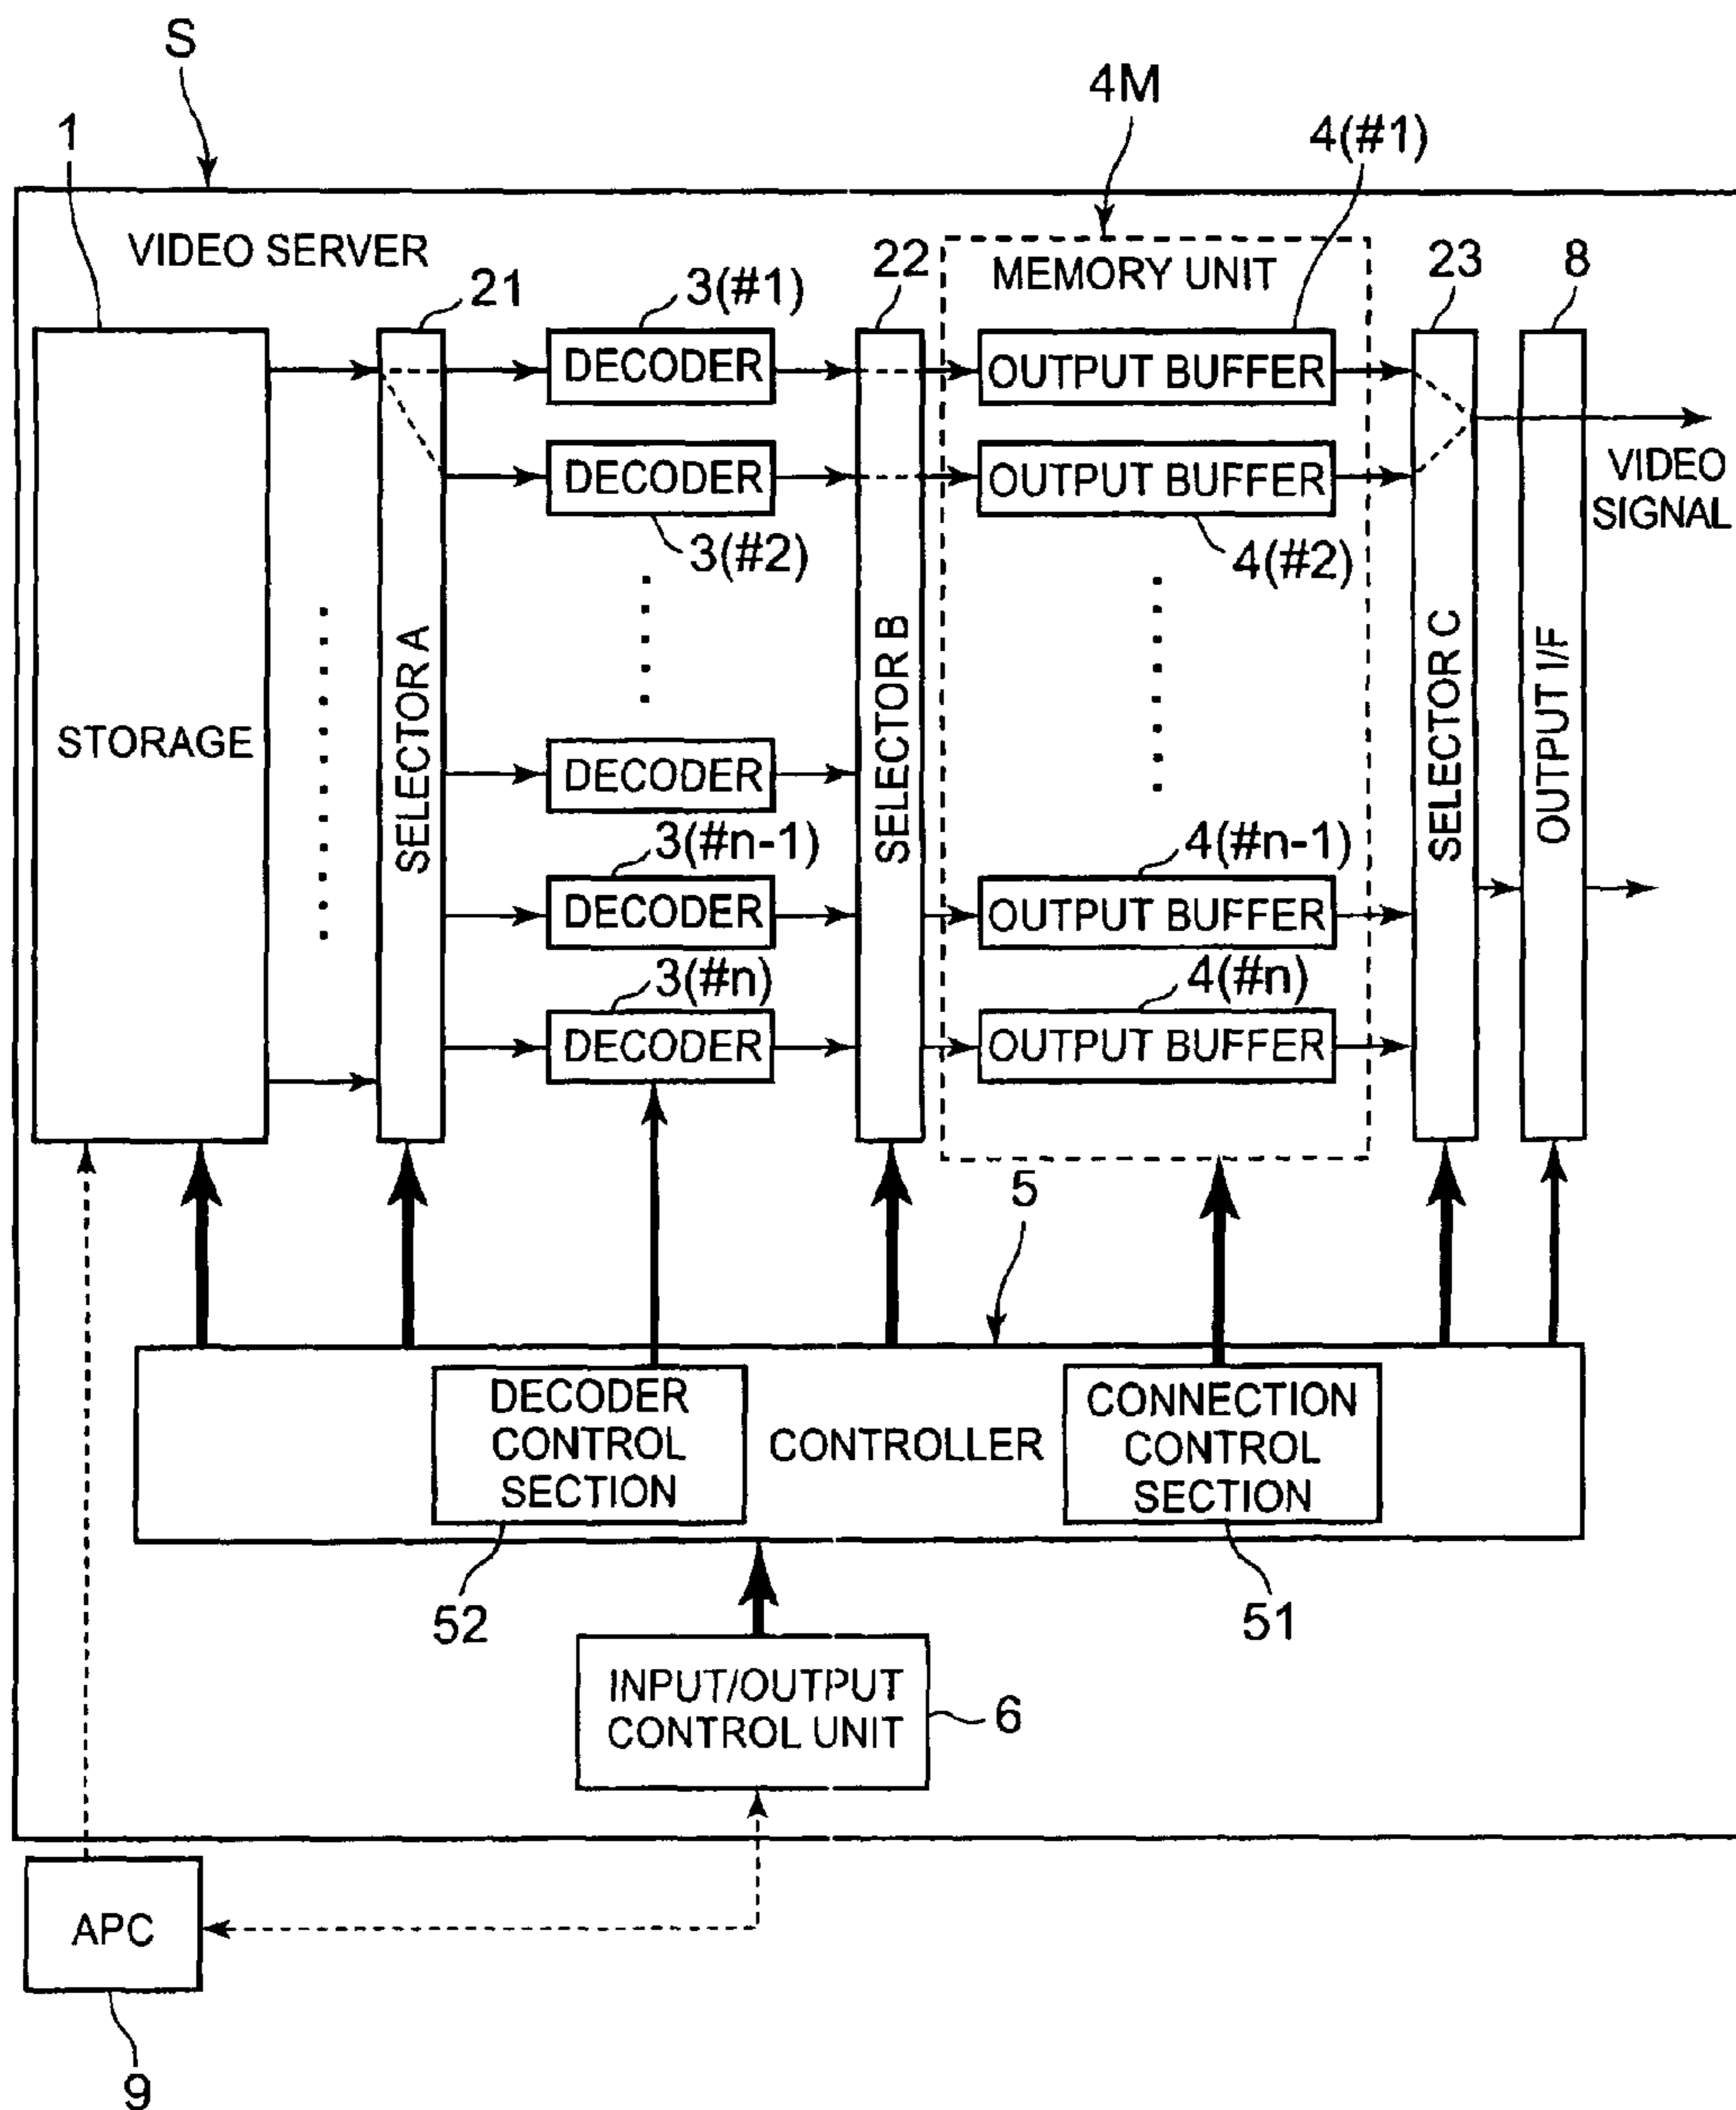 S
4M
1
4(#1)
VIDEO SERVER
21
3(#1)
22
MEMORY UNIT
23
8
DECODER
OUTPUT BUFFER
DECODER
OUTPUT BUFFER
VIDEO
SIGNAL
3(#2)
4(#2)
STORAGE
SELECTOR A
SELECTOR B
SELECTOR C
OUTPUT I/F
DECODER
3(#n-1)
4(#n-1)
DECODER
OUTPUT BUFFER
3(#n)
4(#n)
DECODER
OUTPUT BUFFER
5
DECODER
CONTROL
SECTION
CONTROLLER
CONNECTION
CONTROL
SECTION
52
51
INPUT/OUTPUT
CONTROL UNIT
6
APC
9